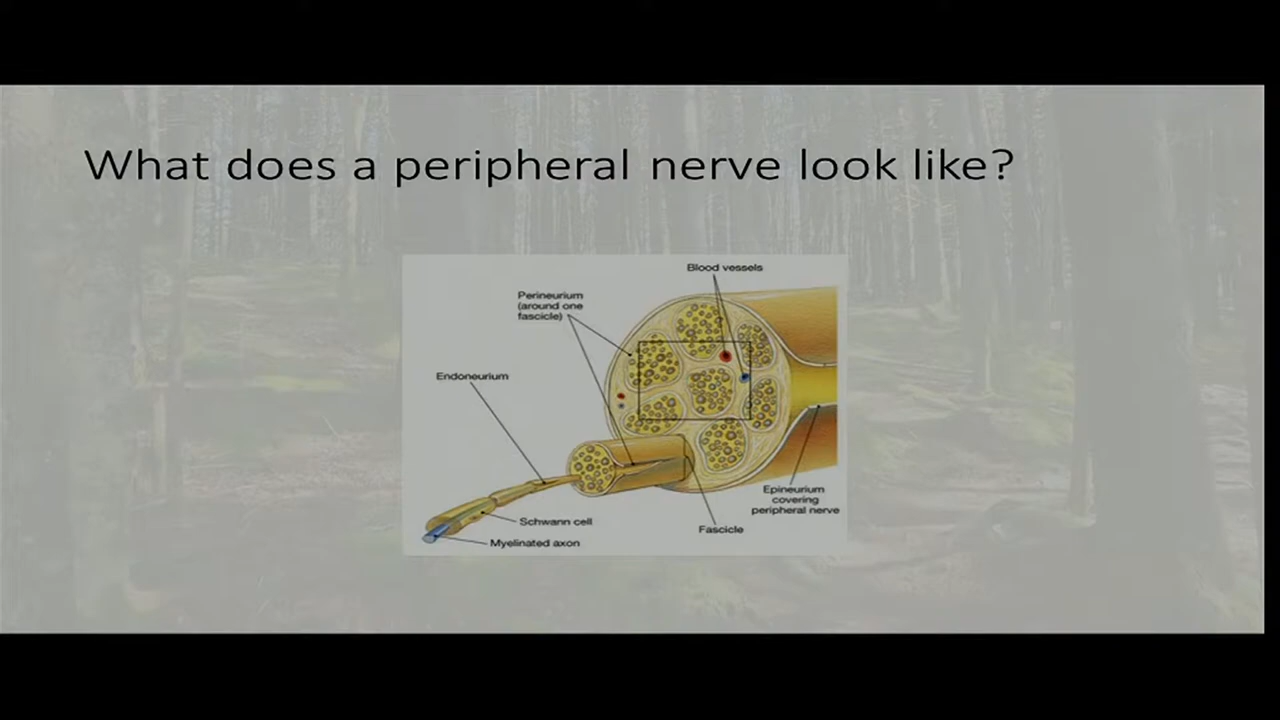 What does a peripheral nerve look like?
Blood vessels
Perineurium
(around one
fascicle)
Endoneurium
Epineurium
covering
peripheral nerve
Schwann cell
Fascicle
Myelinated axon